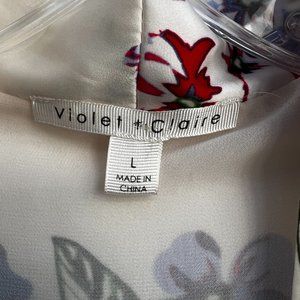 Violet + Claire
L
MADE IN
CHINA